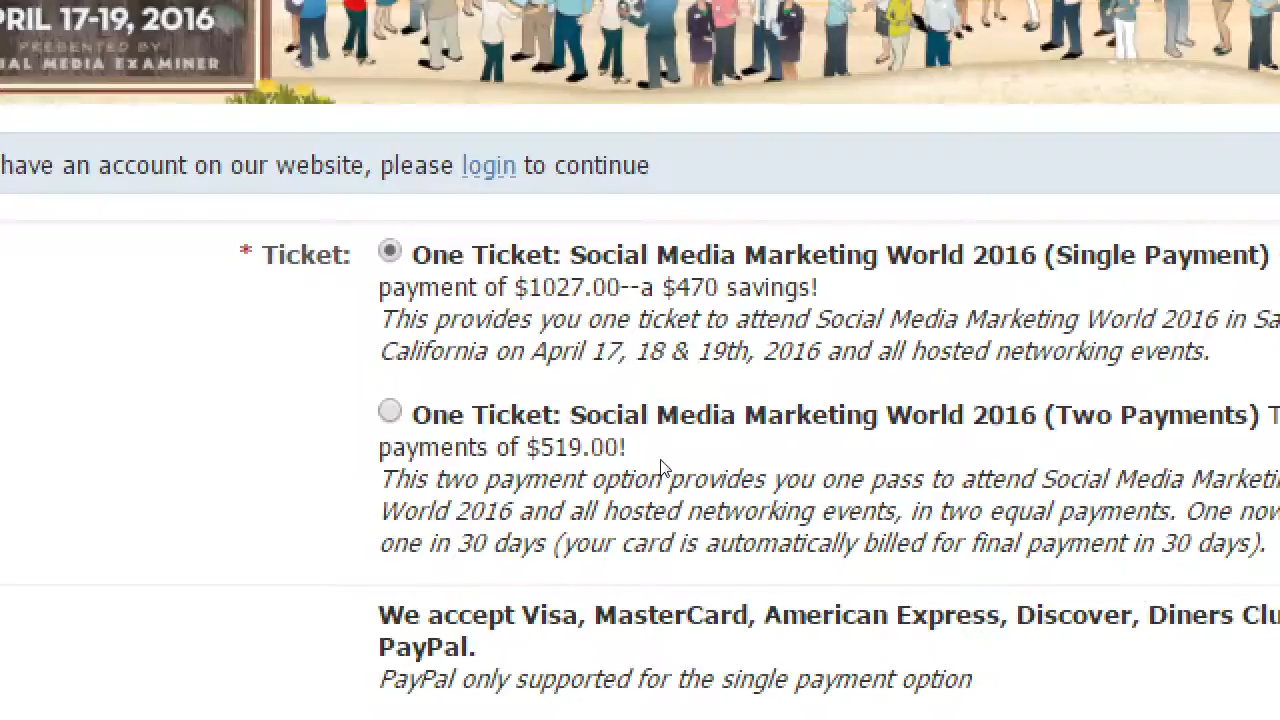 PRIL 17-19, 2016
PRESENTED BY
IAL MEDIA EXAMINER
have an account on our website, please login to continue
* Ticket: One Ticket: Social Media Marketing World 2016 (Single Payment)
payment of $1027.00--a $470 savings!
This provides you one ticket to attend Social Media Marketing World 2016 in Sa
California on April 17, 18 & 19th, 2016 and all hosted networking events.
One Ticket: Social Media Marketing World 2016 (Two Payments) T
payments of $519.00!
This two payment option provides you one pass to attend Social Media Marketi
World 2016 and all hosted networking events, in two equal payments. One now
one in 30 days (your card is automatically billed for final payment in 30 days).
We accept Visa, MasterCard, American Express, Discover, Diners Clu
PayPal.
PayPal only supported for the single payment option